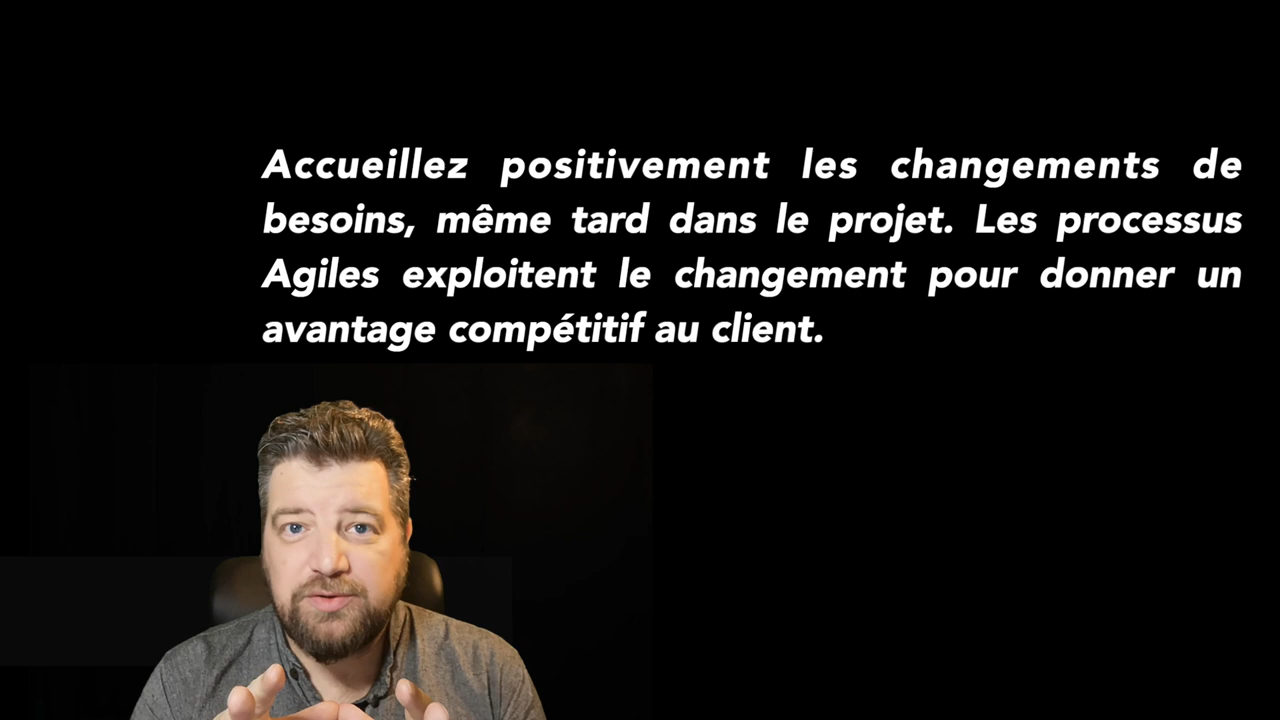 Accueillez positivement les changements de
besoins, même tard dans le projet. Les processus
Agiles exploitent le changement pour donner un
avantage compétitif au client.